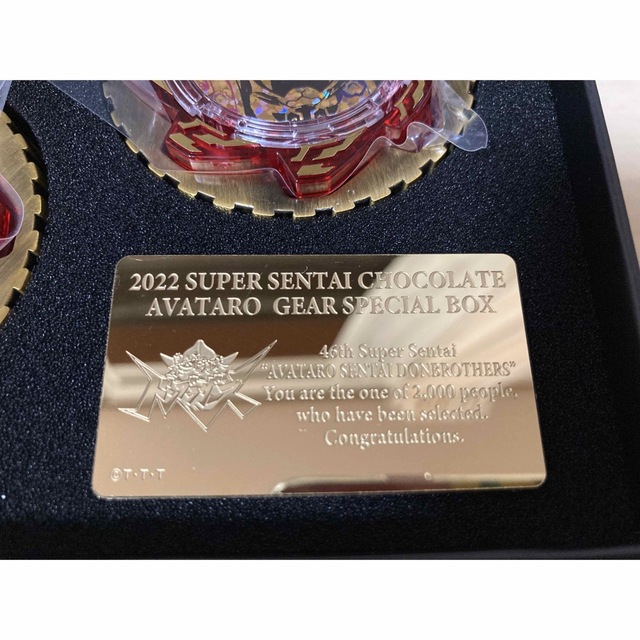 2022 SUPER SENTAI CHOCOLATE
AVATARO GEAR SPECIAL BOX
46th Super Sentai
"AVATARO SENTAI DONBROTHERS"
You are the one of 2,000 people,
who have been selected.
Congratulations.
©T・T・T